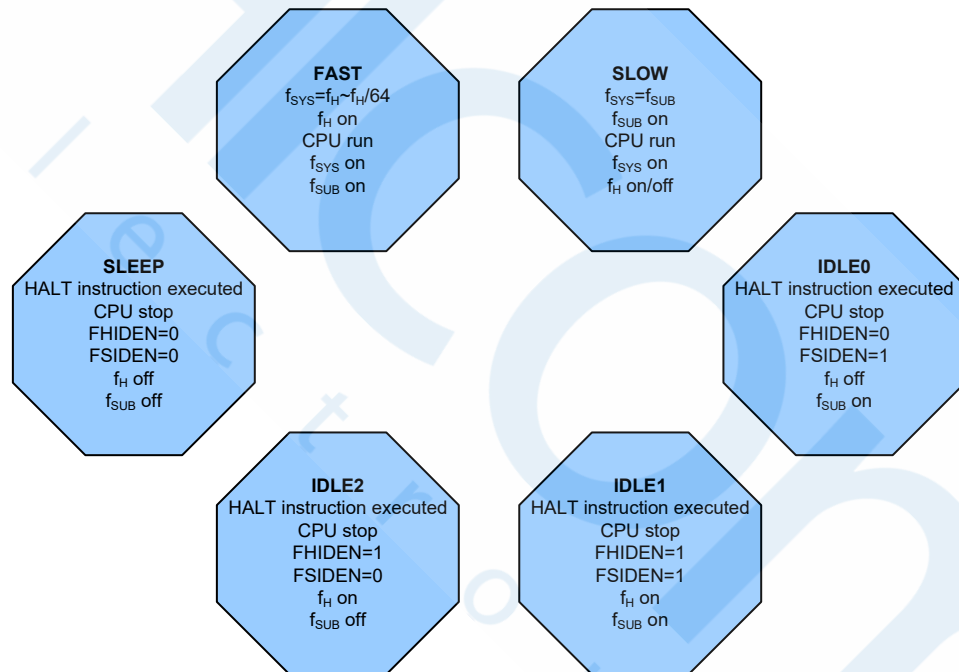 FAST
fSYS=fH~fH/64
fH on
CPU run
fSYS on
fSUB on
SLOW
fSYS=fSUB
fSUB on
CPU run
fSYS on
fH on/off
SLEEP
HALT instruction executed
CPU stop
FHIDEN=0
FSIDEN=0
fH off
fSUB off
IDLE0
HALT instruction executed
CPU stop
FHIDEN=0
FSIDEN=1
fH off
fSUB on
IDLE2
HALT instruction executed
CPU stop
FHIDEN=1
FSIDEN=0
fH on
fSUB off
IDLE1
HALT instruction executed
CPU stop
FHIDEN=1
FSIDEN=1
fH on
fSUB on